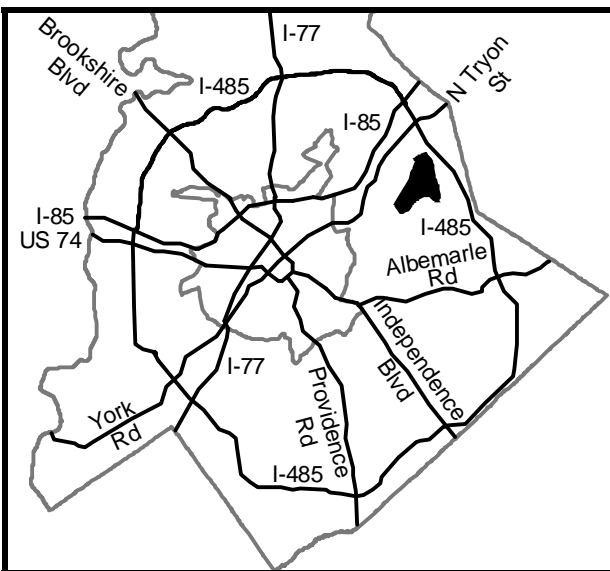 I-77
Brookshire
Blvd
I-485
N Tryon
St
I-85
I-85
US 74
I-485
Albemarle
Rd
Independence
Blvd
I-77
Providence
Rd
York
Rd
I-485